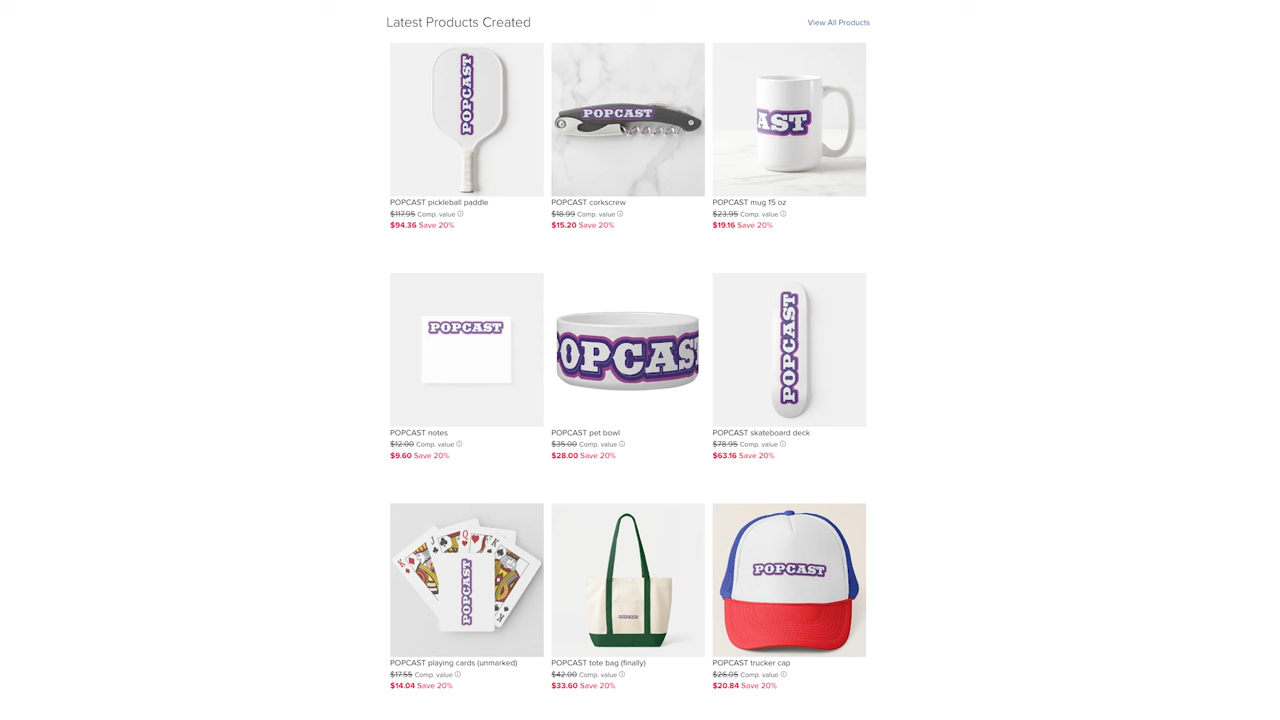 Latest Products Created
View All Products
POPCAST
POPCAST
AST
POPCAST pickleball paddle
$117.95 Comp. value
$94.36 Save 20%
POPCAST corkscrew
$18.99 Comp. value
$15.20 Save 20%
POPCAST mug 15 oz
$23.95 Comp. value
$19.16 Save 20%
POPCAST
OPCAST
POPCAST
POPCAST notes
$12.00 Comp. value
$9.60 Save 20%
POPCAST pet bowl
$35.00 Comp. value
$28.00 Save 20%
POPCAST skateboard deck
$78.95 Comp. value
$63.16 Save 20%
K
J
Q
K
K
POPCAST
POPCAST
POPCAST
POPCAST playing cards (unmarked)
$17.55 Comp. value
$14.04 Save 20%
POPCAST tote bag (finally)
$42.00 Comp. value
$33.60 Save 20%
POPCAST trucker cap
$26.05 Comp. value
$20.84 Save 20%